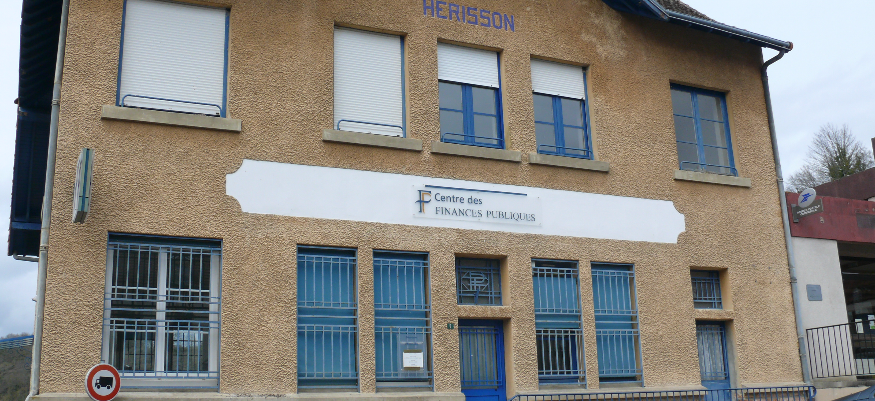 HERISSON
Centre des
FINANCES PUBLIQUES